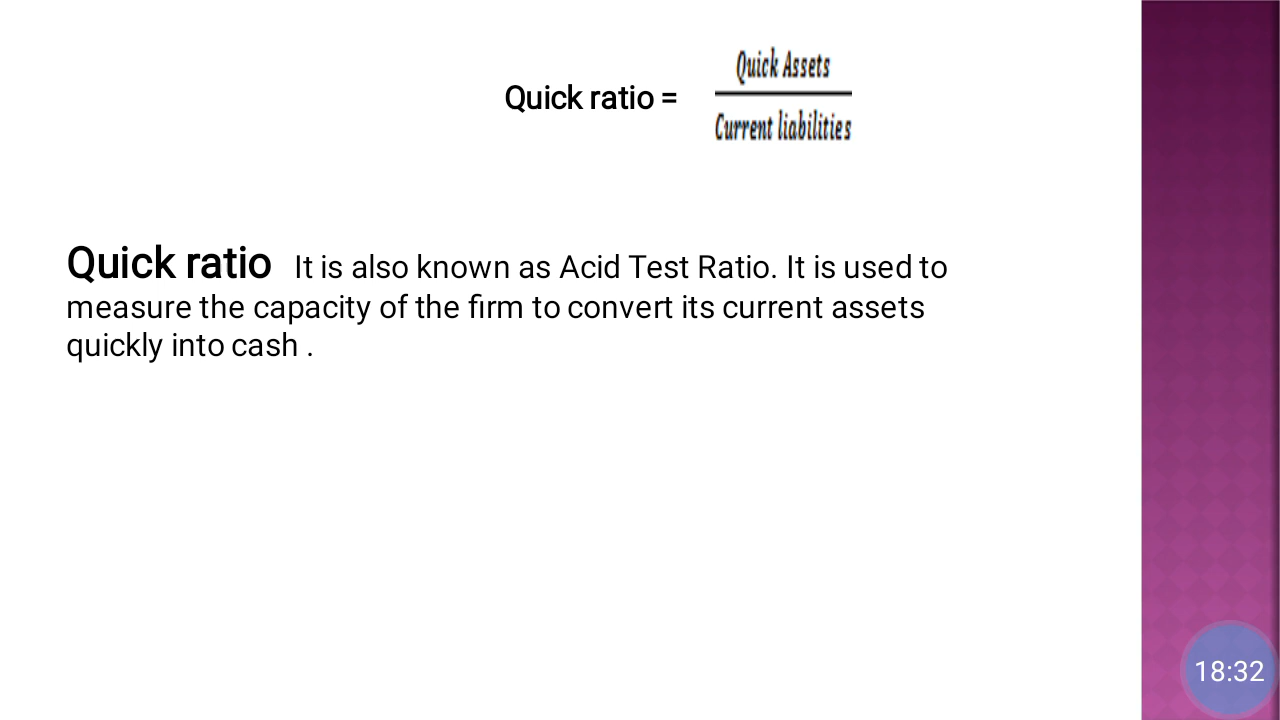 Quick Assets
Quick ratio =
Current liabilities
Quick ratio It is also known as Acid Test Ratio. It is used to
measure the capacity of the firm to convert its current assets
quickly into cash .
18:32